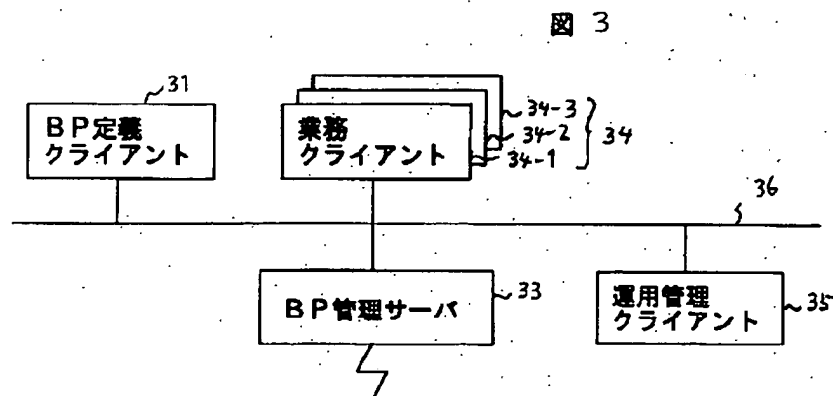 図 3
31
BP定義
クライアント
業務
クライアント
34-3
34-2
34-1
34
36
BP管理サーバ
33
運用管理
クライアント
35